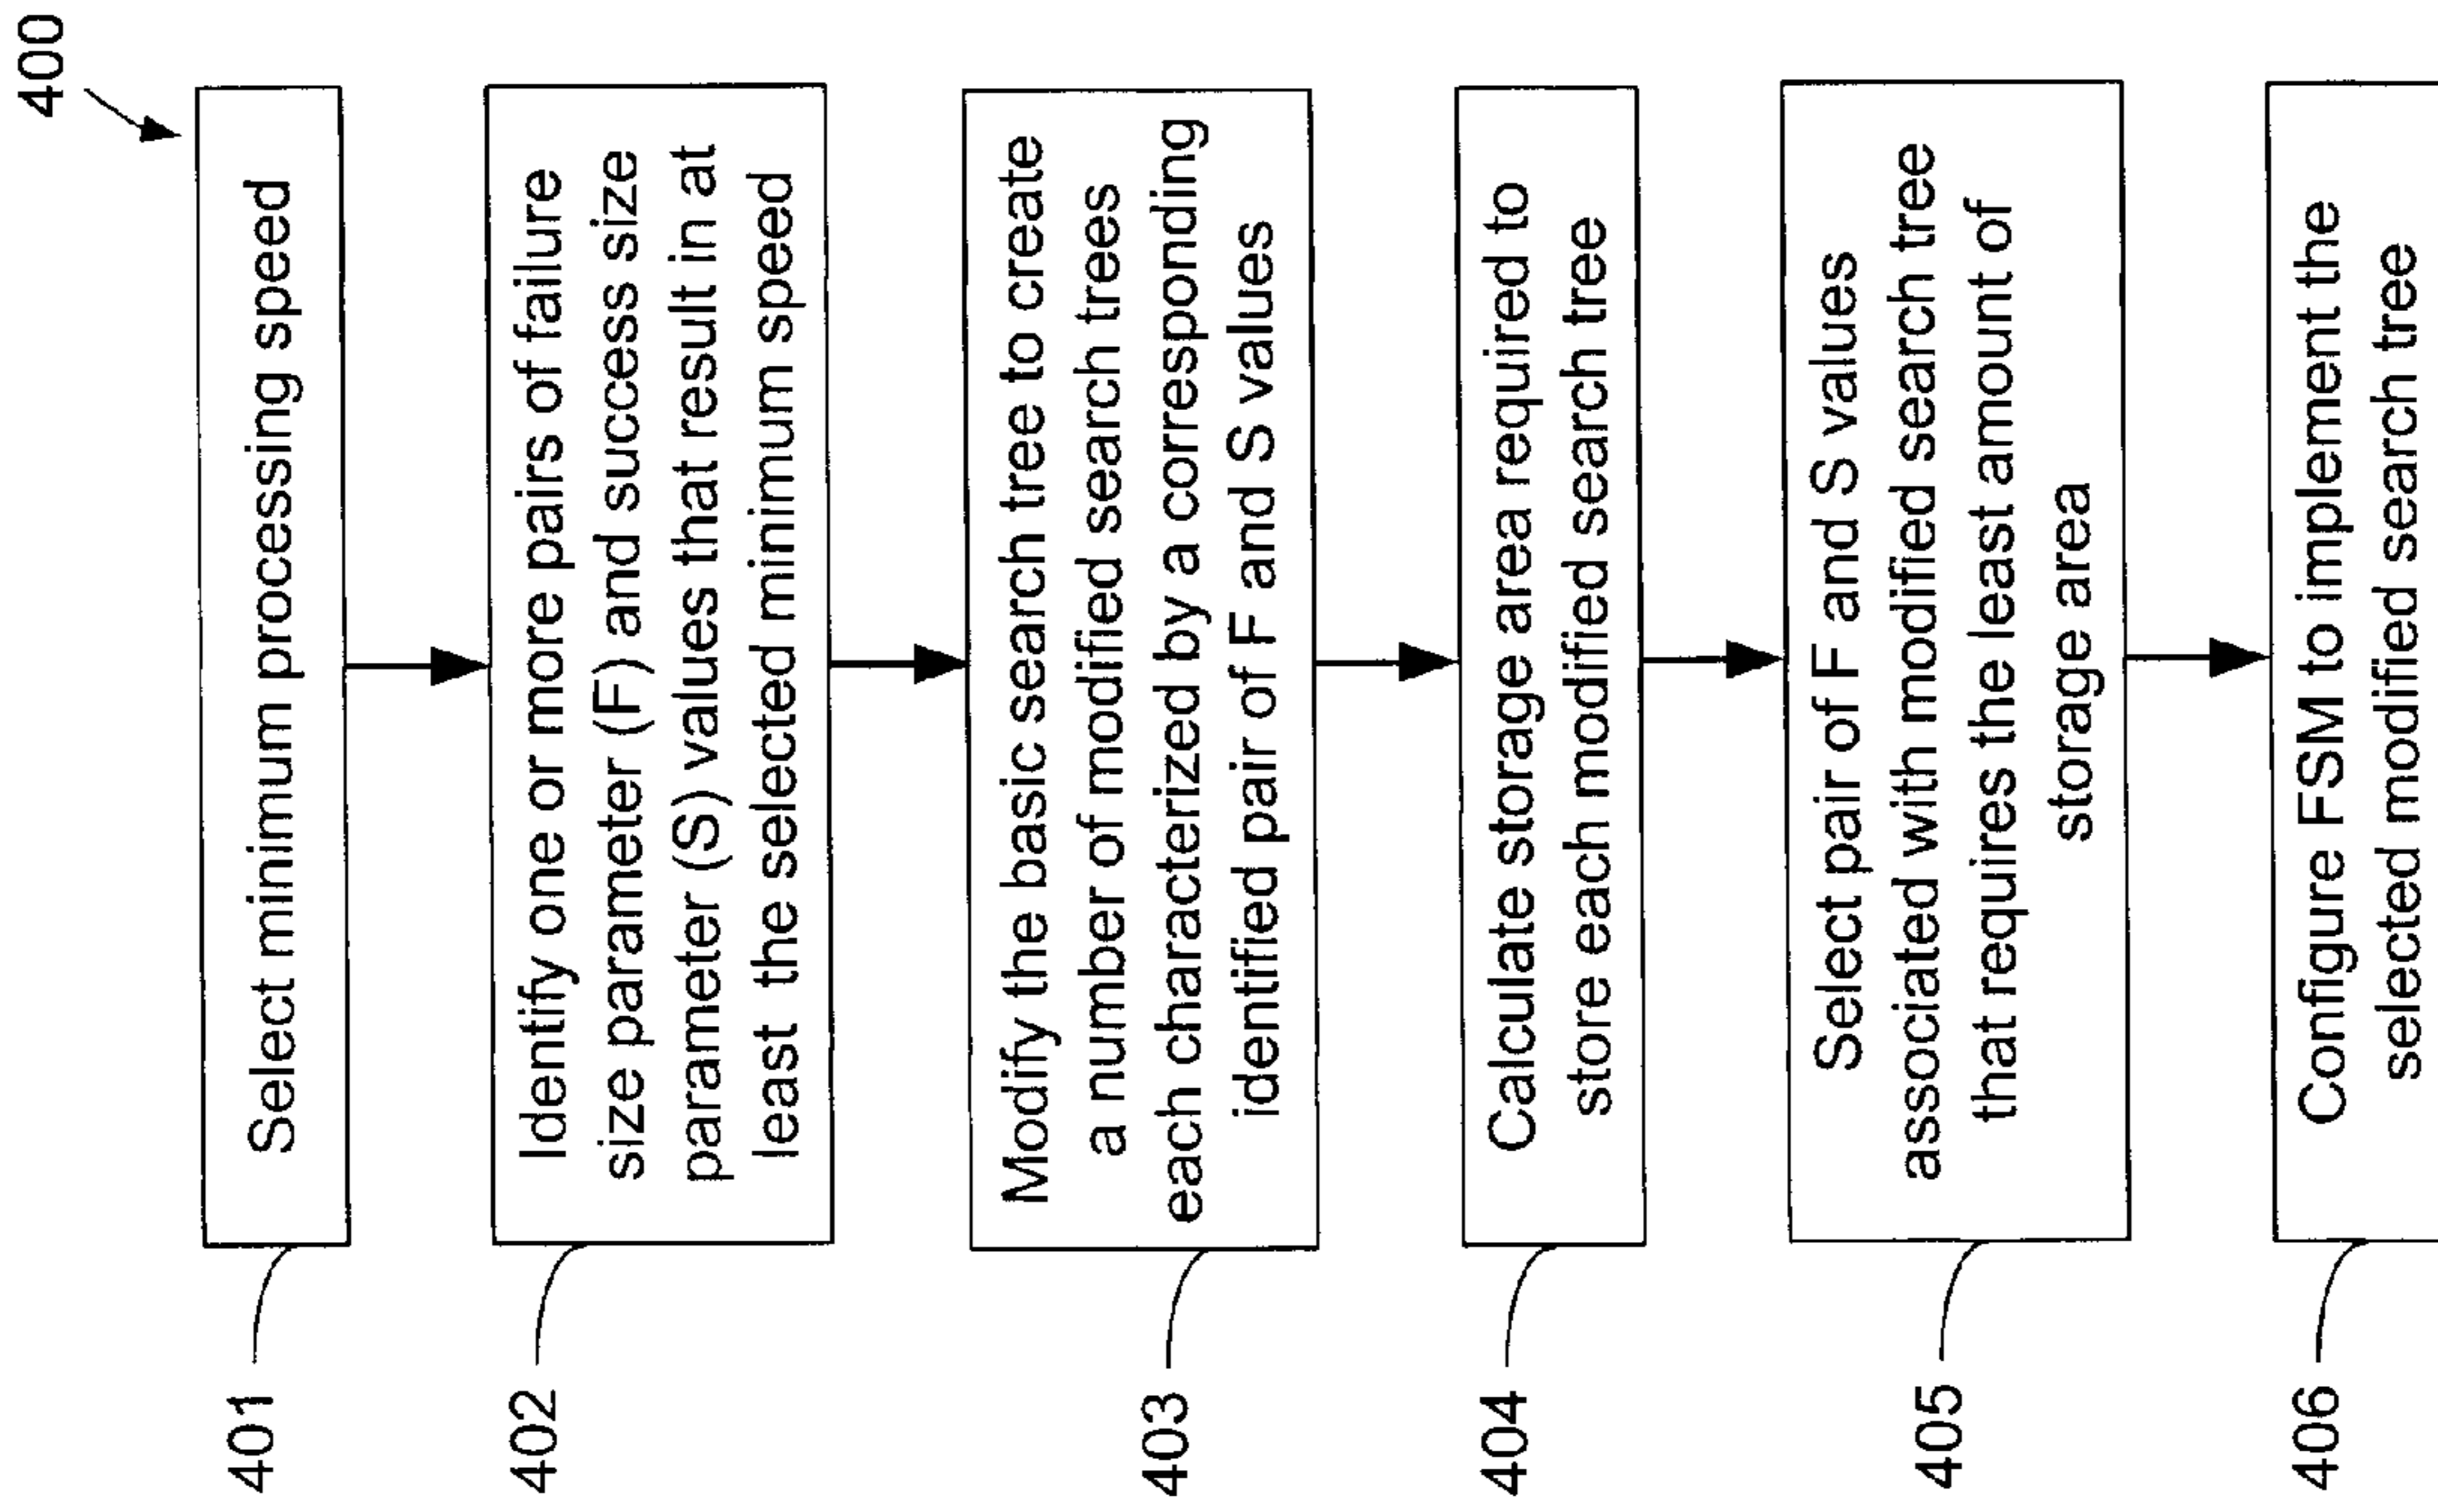 400
401
Select minimum processing speed
402
Identify one or more pairs of failure
size parameter (F) and success size
parameter (S) values that result in at
least the selected minimum speed
403
Modify the basic search tree to create
a number of modified search trees
each characterized by a corresponding
identified pair of F and S values
404
Calculate storage area required to
store each modified search tree
405
Select pair of F and S values
associated with modified search tree
that requires the least amount of
storage area
406
Configure FSM to implement the
selected modified search tree